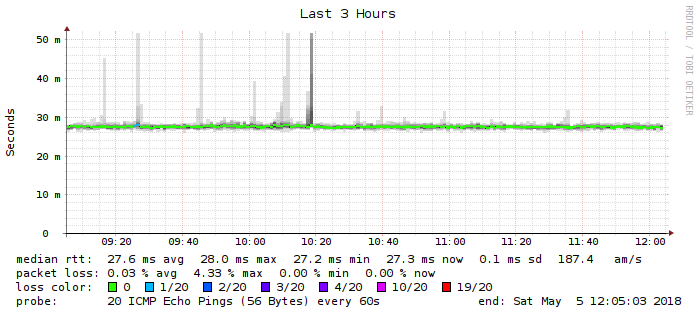 Last 3 Hours
RRDTOOL / TOBI OETIKER
Seconds
50 m
40 m
30 m
20 m
10 m
0
09:20 09:40 10:00 10:20 10:40 11:00 11:20 11:40 12:00
median rtt: 27.6 ms avg 28.0 ms max 27.2 ms min 27.3 ms now 0.1 ms sd 187.4 am/s
packet loss: 0.03 % avg 4.33 % max 0.00 % min 0.00 % now
loss color: 0 1/20 2/20 3/20 4/20 10/20 19/20
probe: 20 ICMP Echo Pings (56 Bytes) every 60s end: Sat May 5 12:05:03 2018